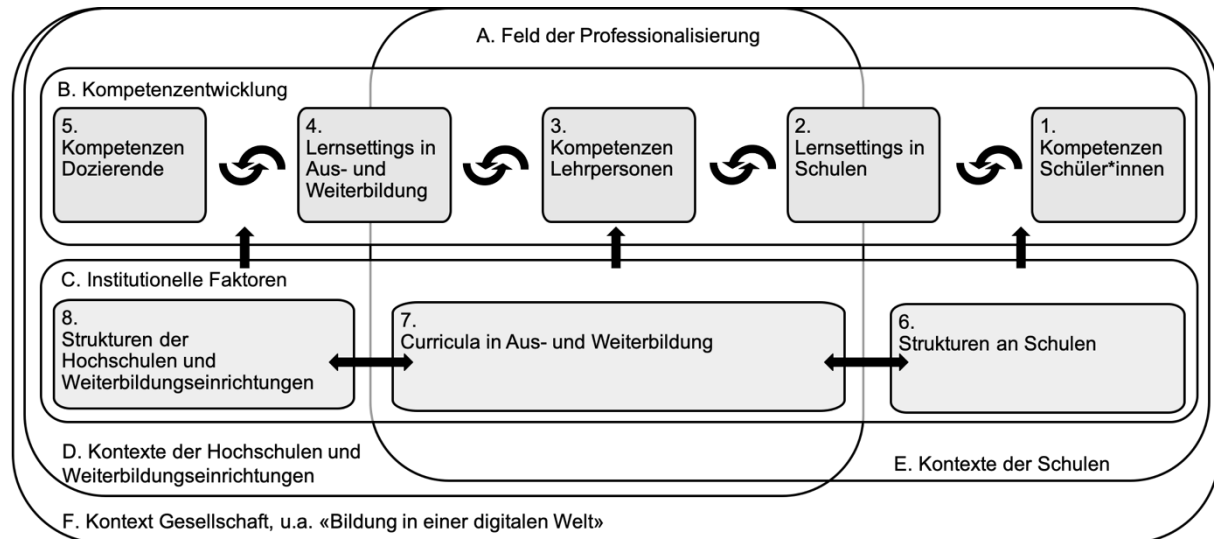 A. Feld der Professionalisierung
B. Kompetenzentwicklung
5.
Kompetenzen
Dozierende
4.
Lernsettings in
Aus- und
Weiterbildung
3.
Kompetenzen
Lehrpersonen
2.
Lernsettings in
Schulen
1.
Kompetenzen
Schüler*innen
C. Institutionelle Faktoren
8.
Strukturen der
Hochschulen und
Weiterbildungseinrichtungen
7.
Curricula in Aus- und Weiterbildung
6.
Strukturen an Schulen
D. Kontexte der Hochschulen und
Weiterbildungseinrichtungen
E. Kontexte der Schulen
F. Kontext Gesellschaft, u.a. «Bildung in einer digitalen Welt»